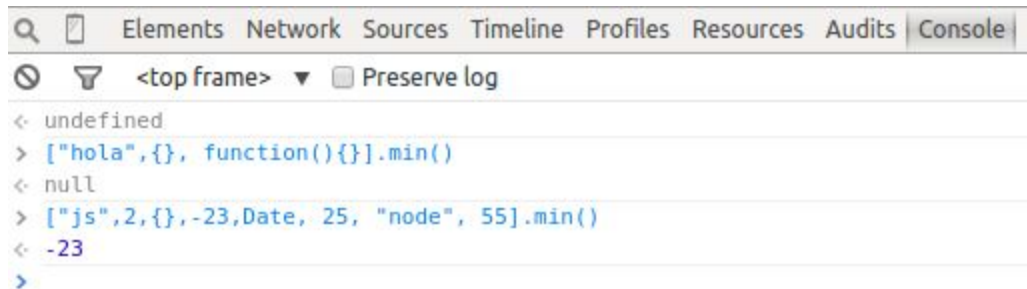 Elements Network Sources Timeline Profiles Resources Audits Console
<top frame> ▼ Preserve log
undefined
> ["hola",{}, function(){}].min()
null
> ["js",2,{},-23,Date, 25, "node", 55].min()
-23
>